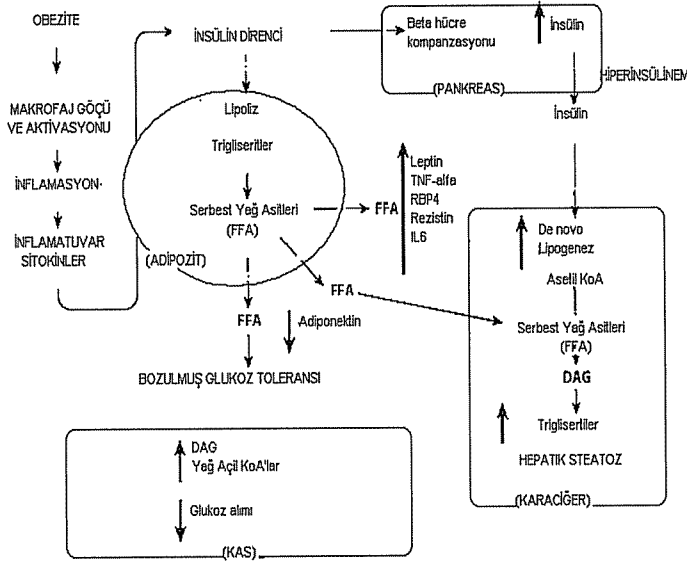 OBEZİTE
MAKROFAJ GÖÇÜ
VE AKTİVASYONU
İNFLAMASYON·
İNFLAMATUVAR
SİTOKİNLER
İNSÜLİN DİRENCİ
Lipoliz
Trigliseritler
Serbest Yağ Asitleri
(FFA)
(ADİPOZİT)
FFA
Leptin
TNF-alfa
RBP4
Rezistin
IL6
FFA
FFA
Adiponektin
BOZULMUŞ GLUKOZ TOLERANSI
Beta hücre
kompanzasyonu
İnsülin
(PANKREAS)
HİPERİNSÜLİNEM
İnsülin
De novo
Lipogenez
Asetil KoA
Serbest Yağ Asitleri
(FFA)
DAG
Triglisertiler
HEPATİK STEATOZ
(KARACİĞER)
DAG
Yağ Açil KoA'lar
Glukoz alımı
(KAS)